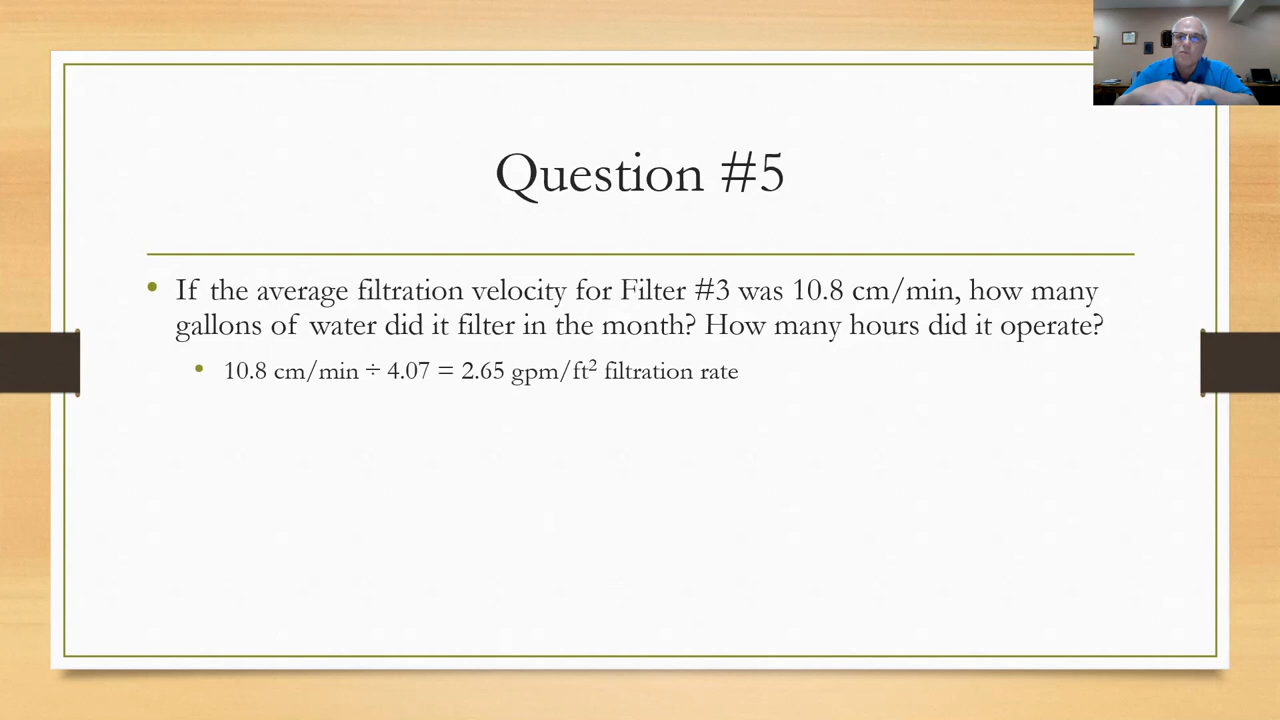 Question #5
If the average filtration velocity for Filter #3 was 10.8 cm/min, how many
gallons of water did it filter in the month? How many hours did it operate?
10.8 cm/min ÷ 4.07 = 2.65 gpm/ft² filtration rate